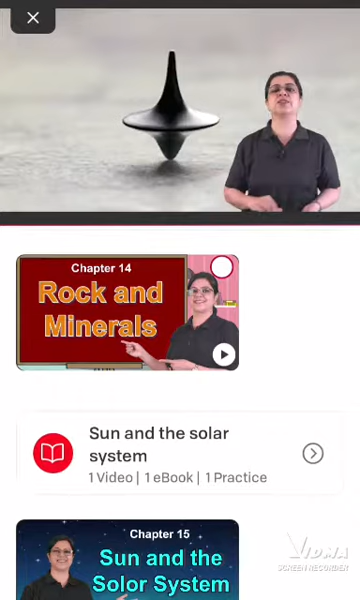 Chapter 14
Rock and
Minerals
Sun and the solar
system
1 Video | 1 eBook | 1 Practice
Chapter 15
Sun and the
Solor System
VIDMA
SCREEN RECORDER